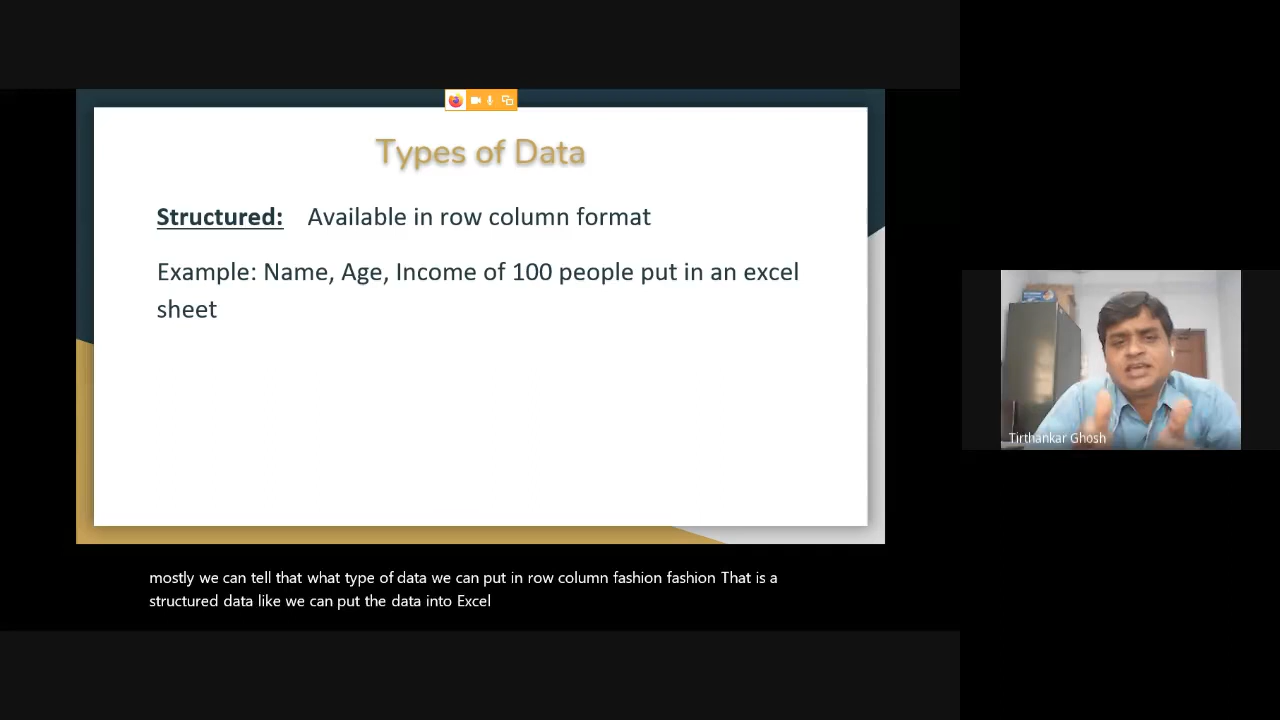 Types of Data
Structured: Available in row column format
Example: Name, Age, Income of 100 people put in an excel
sheet
Tirthankar Ghosh
mostly we can tell that what type of data we can put in row column fashion fashion That is a
structured data like we can put the data into Excel